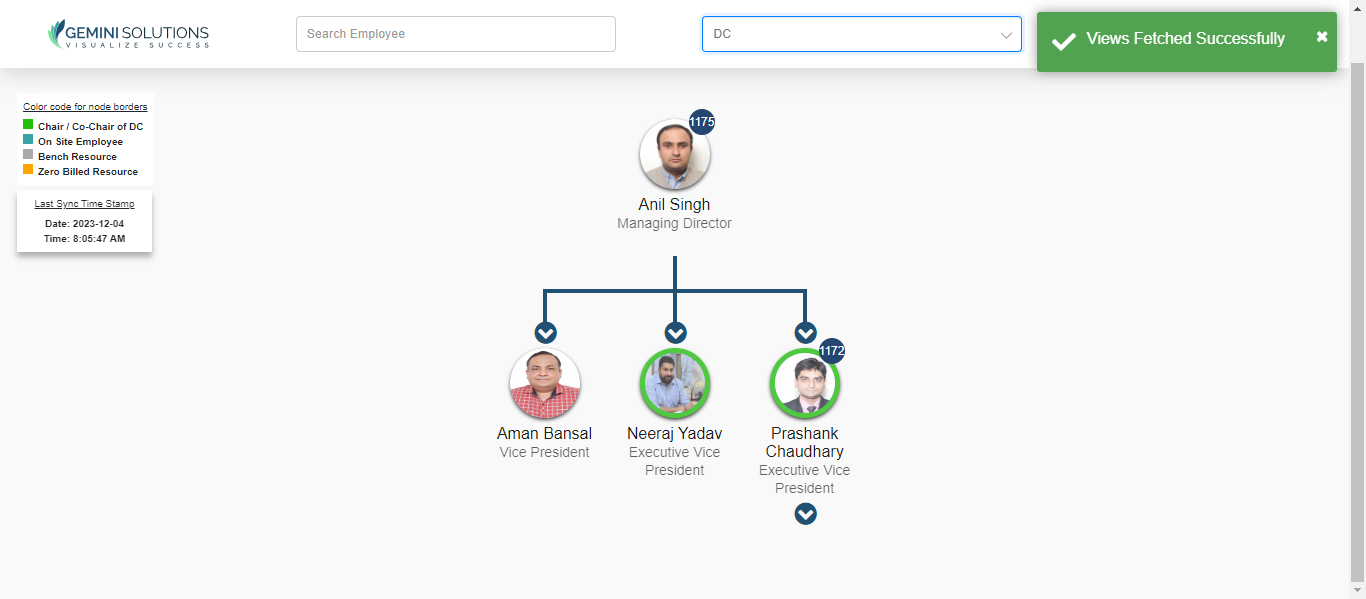 GEMINI SOLUTIONS
VISUALIZE SUCCESS
Search Employee
DC
Views Fetched Successfully
Color code for node borders
Chair / Co-Chair of DC
On Site Employee
Bench Resource
Zero Billed Resource
Last Sync Time Stamp
Date: 2023-12-04
Time: 8:05:47 AM
1175
Anil Singh
Managing Director
Aman Bansal
Vice President
Neeraj Yadav
Executive Vice
President
1172
Prashank
Chaudhary
Executive Vice
President